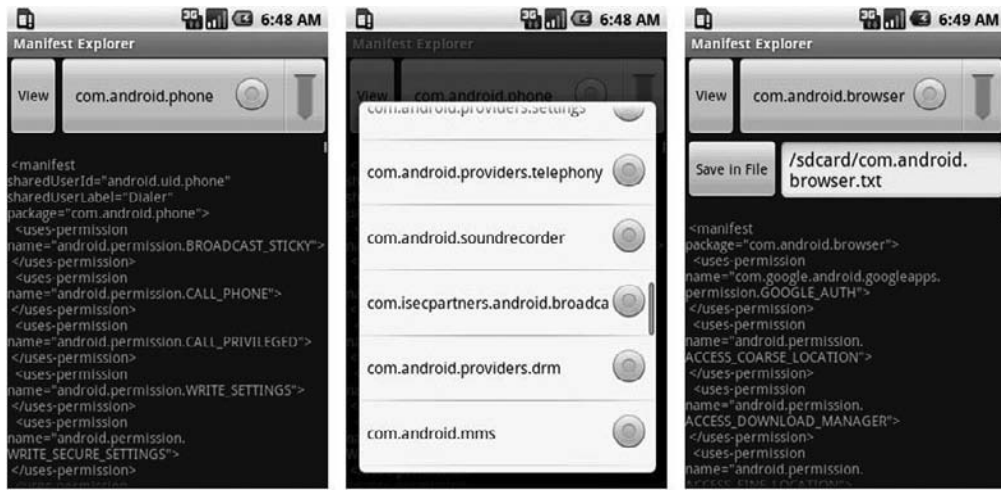 6:48 AM
Manifest Explorer
View
com.android.phone
<manifest
sharedUserId="android.uid.phone"
sharedUserLabel="Dialer"
package="com.android.phone">
<uses-permission
name="android.permission.BROADCAST_STICKY">
</uses-permission>
<uses-permission
name="android.permission.CALL_PHONE">
</uses-permission>
<uses-permission
name="android.permission.CALL_PRIVILEGED">
</uses-permission>
<uses-permission
name="android.permission.WRITE_SETTINGS">
</uses-permission>
<uses-permission
name="android.permission.
WRITE_SECURE_SETTINGS">
</uses-permission>
<uses-permission
3G 6:48 AM
Manifest Explorer
View com.android.phone
com.android.providers.settings
com.android.providers.telephony
com.android.soundrecorder
com.isecpartners.android.broadca
com.android.providers.drm
com.android.mms
3G 6:49 AM
Manifest Explorer
View
com.android.browser
Save in File
/sdcard/com.android.
browser.txt
<manifest
package="com.android.browser">
<uses-permission
name="com.google.android.googleapps.
permission.GOOGLE_AUTH">
</uses-permission>
<uses-permission
name="android.permission.
ACCESS_COARSE_LOCATION">
</uses-permission>
<uses-permission
name="android.permission.
ACCESS_DOWNLOAD_MANAGER">
</uses-permission>
<uses-permission
name="android.permission.
ACCESS_FINE_LOCATION">